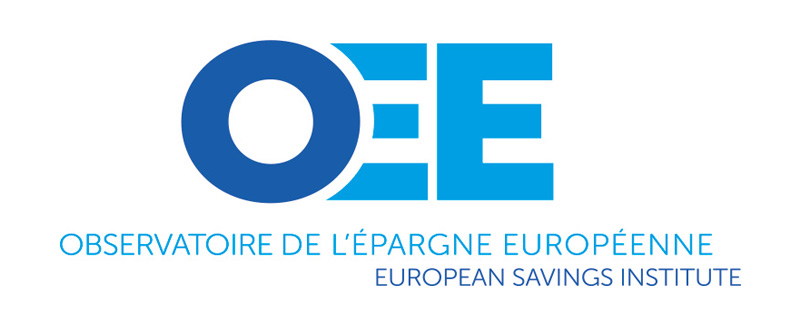 OEE
OBSERVATOIRE DE L'ÉPARGNE EUROPÉENNE
EUROPEAN SAVINGS INSTITUTE